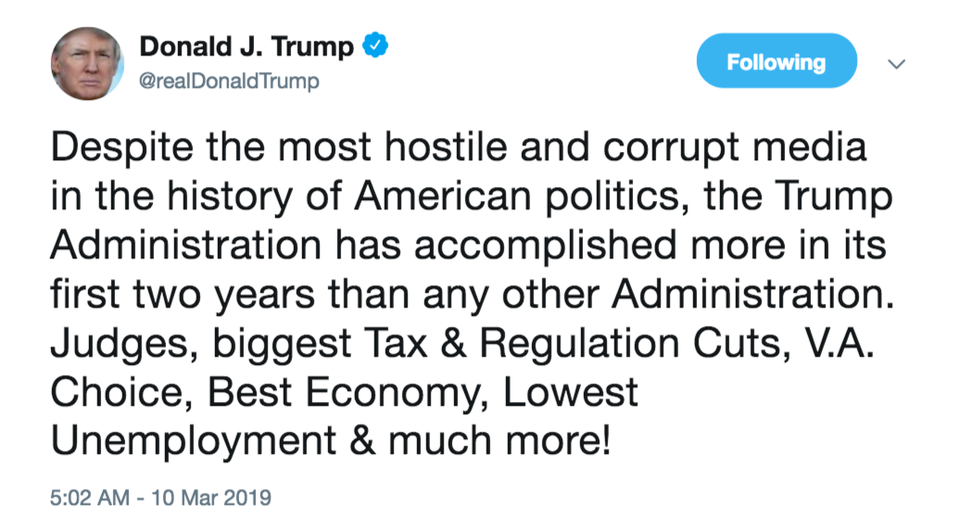 Donald J. Trump
@realDonaldTrump
Following
Despite the most hostile and corrupt media
in the history of American politics, the Trump
Administration has accomplished more in its
first two years than any other Administration.
Judges, biggest Tax & Regulation Cuts, V.A.
Choice, Best Economy, Lowest
Unemployment & much more!
5:02 AM - 10 Mar 2019